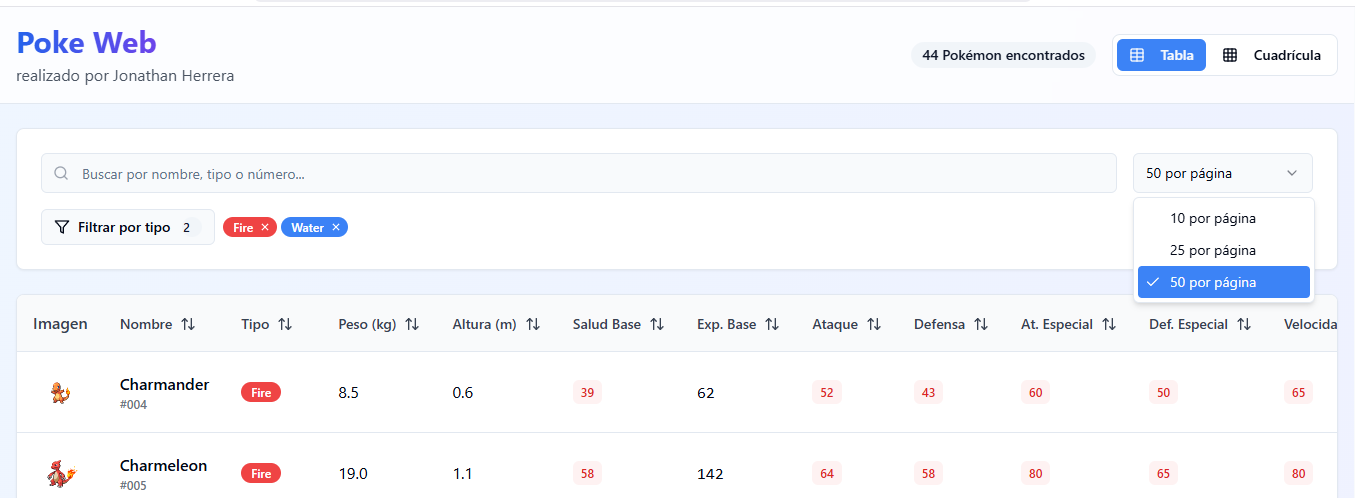 Poke Web
realizado por Jonathan Herrera
44 Pokémon encontrados
Tabla
Cuadrícula
Buscar por nombre, tipo o número...
50 por página
10 por página
25 por página
50 por página
Filtrar por tipo 2
Fire ×
Water ×
Imagen Nombre Tipo Peso (kg) Altura (m) Salud Base Exp. Base Ataque Defensa At. Especial Def. Especial Velocida
Charmander Fire 8.5 0.6 39 62 52 43 60 50 65
#004
Charmeleon Fire 19.0 1.1 58 142 64 58 80 65 80
#005